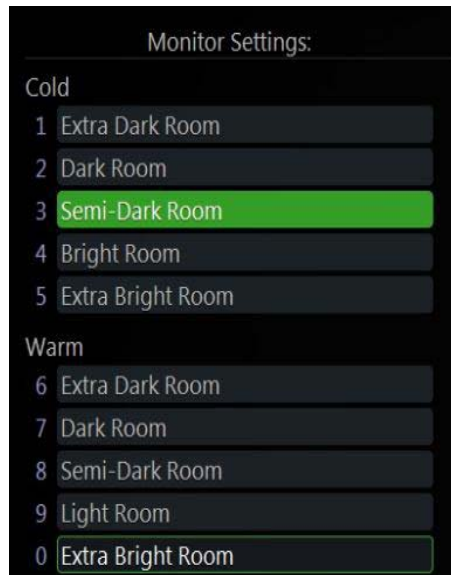 Monitor Settings:
Cold
1 Extra Dark Room
2 Dark Room
3 Semi-Dark Room
4 Bright Room
5 Extra Bright Room
Warm
6 Extra Dark Room
7 Dark Room
8 Semi-Dark Room
9 Light Room
0 Extra Bright Room